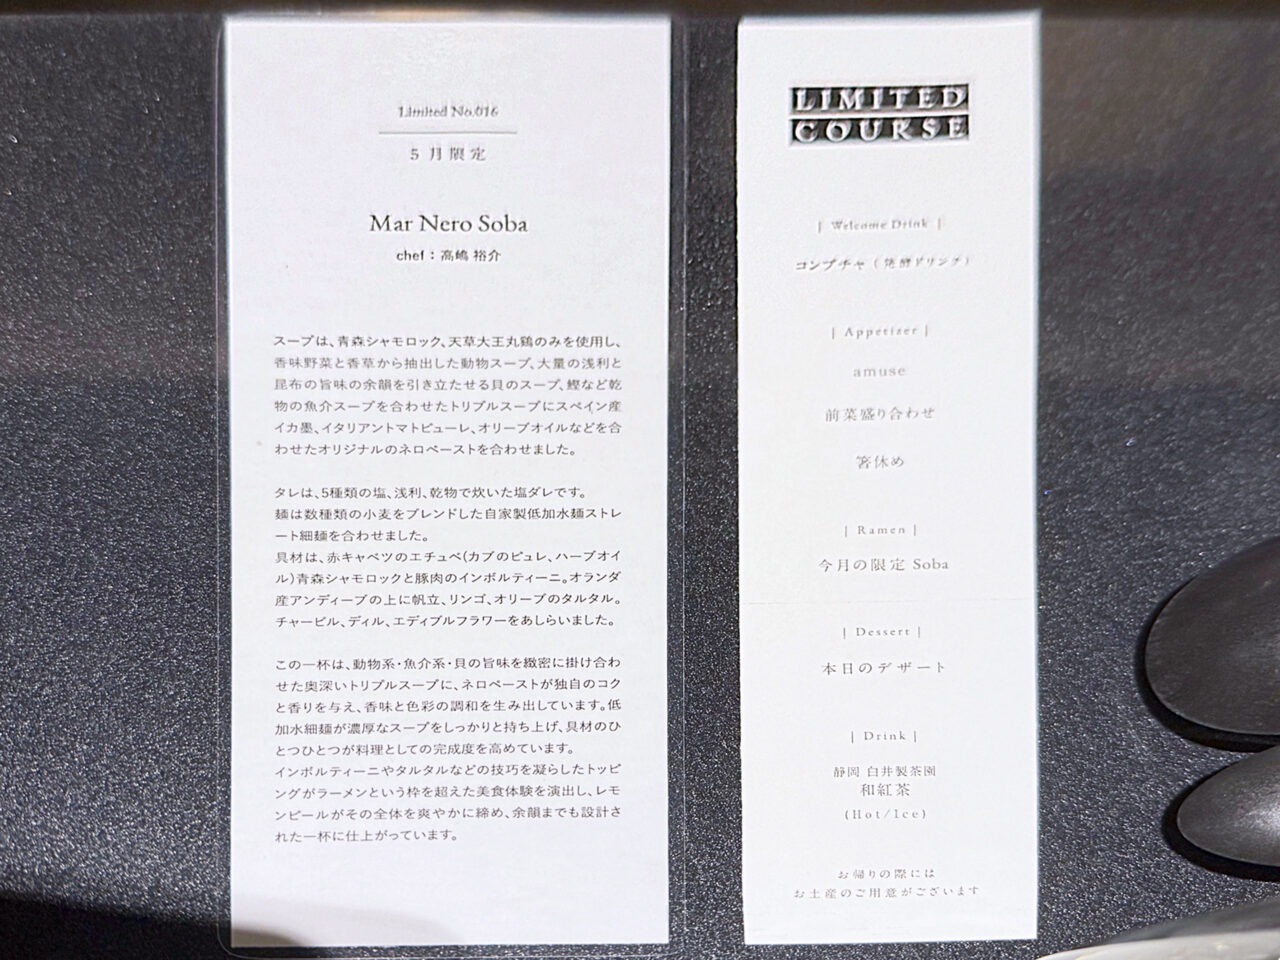 Limited No.016
5月限定
Mar Nero Soba
chef：高嶋 裕介
スープは、青森シャモロック、天草大王丸鶏のみを使用し、
香味野菜と香草から抽出した動物スープ、大量の浅利と
昆布の旨味の余韻を引き立たせる貝のスープ、鰹など乾
物の魚介スープを合わせたトリプルスープにスペイン産
イカ墨、イタリアントマトピューレ、オリーブオイルなどを合
わせたオリジナルのネロペーストを合わせました。
タレは、5種類の塩、浅利、乾物で炊いた塩ダレです。
麺は数種類の小麦をブレンドした自家製低加水麺ストレ
ート細麺を合わせました。
具材は、赤キャベツのエチュベ(カブのピュレ、ハーブオイ
ル)青森シャモロックと豚肉のインボルティーニ。オランダ
産アンディーブの上に帆立、リンゴ、オリーブのタルタル。
チャービル、ディル、エディブルフラワーをあしらいました。
この一杯は、動物系・魚介系・貝の旨味を緻密に掛け合わ
せた奥深いトリプルスープに、ネロペーストが独自のコク
と香りを与え、香味と色彩の調和を生み出しています。低
加水細麺が濃厚なスープをしっかりと持ち上げ、具材のひ
とつひとつが料理としての完成度を高めています。
インボルティーニやタルタルなどの技巧を凝らしたトッピ
ングがラーメンという枠を超えた美食体験を演出し、レモ
ンピールがその全体を爽やかに締め、余韻までも設計さ
れた一杯に仕上がっています。
LIMITED
COURSE
| Welcome Drink |
コンブチャ（発酵ドリンク）
| Appetizer |
amuse
前菜盛り合わせ
箸休め
| Ramen |
今月の限定 Soba
| Dessert |
本日のデザート
| Drink |
静岡 白井製茶園
和紅茶
(Hot/Ice)
お帰りの際には
お土産のご用意がございます